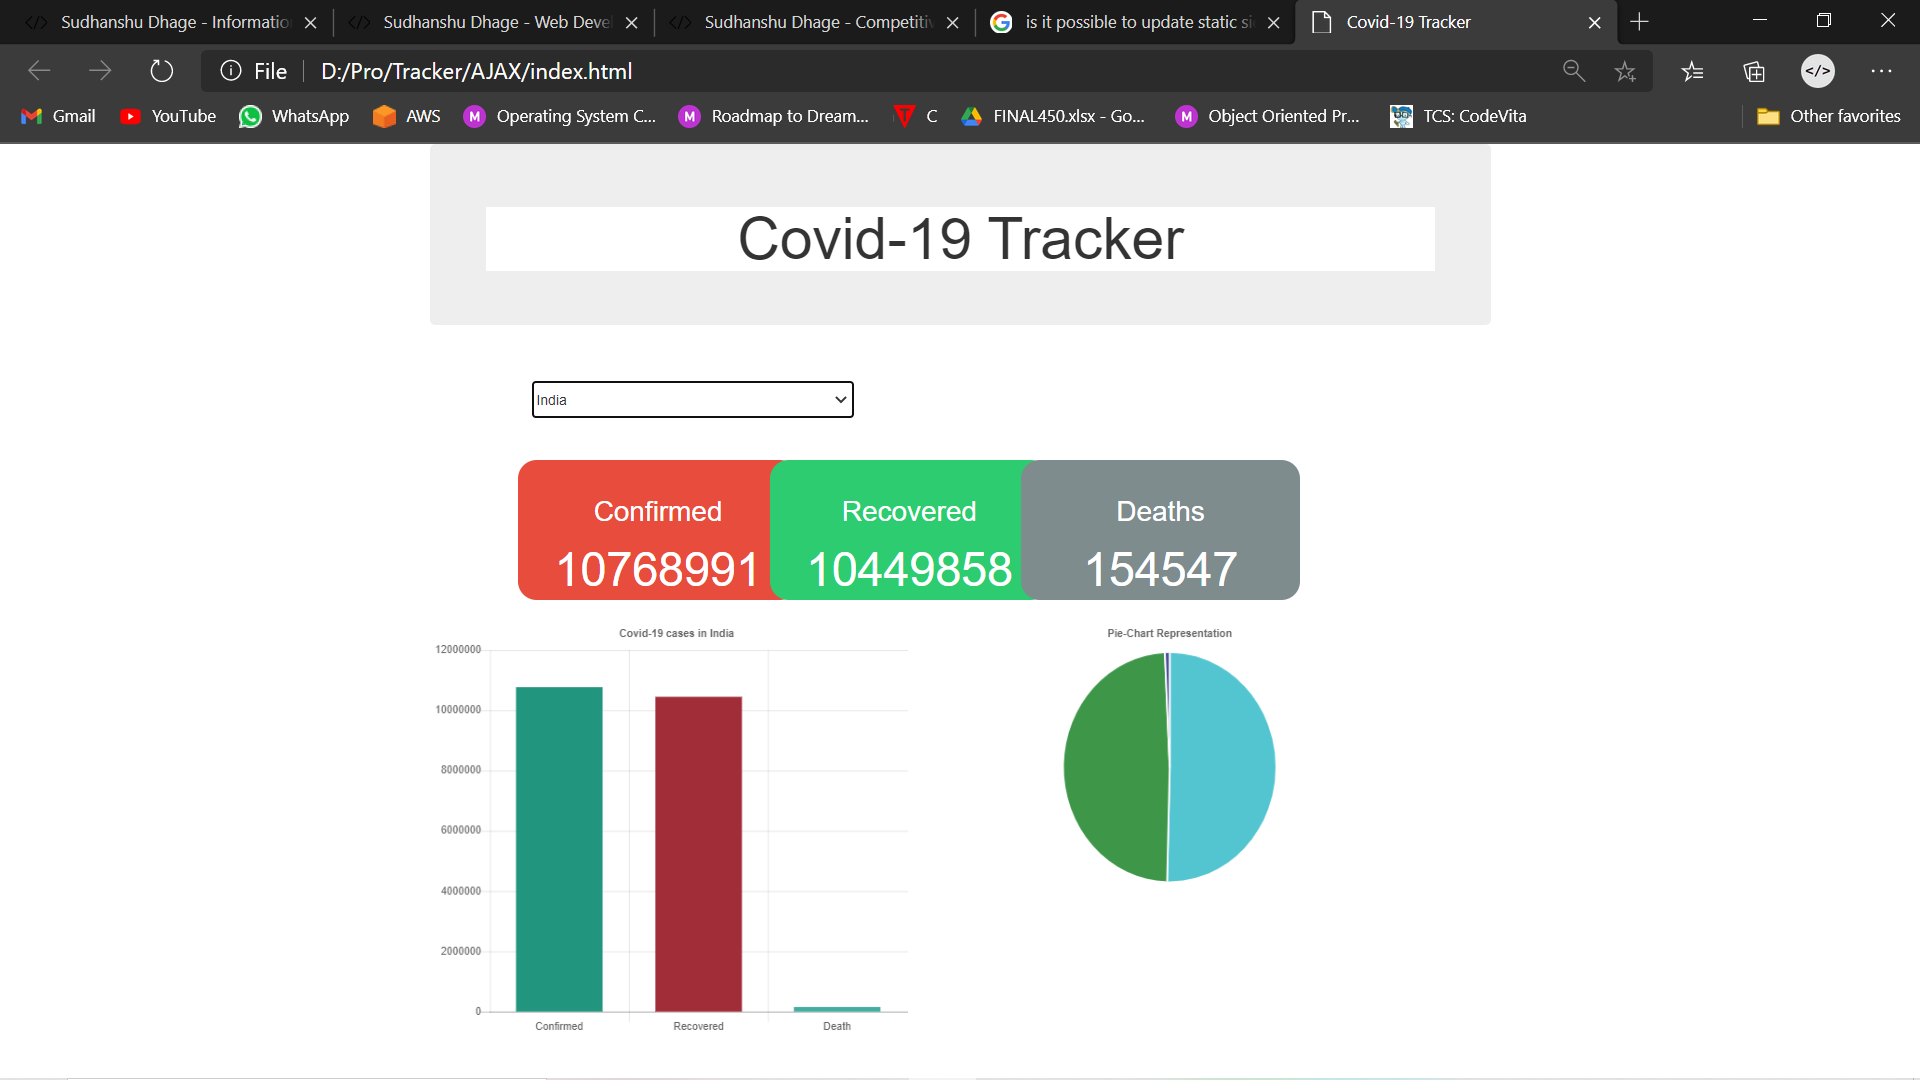 Sudhanshu Dhage - Informatio
Sudhanshu Dhage - Web Devel
Sudhanshu Dhage - Competitiv
is it possible to update static si
Covid-19 Tracker
File
D:/Pro/Tracker/AJAX/index.html
</>
Gmail
YouTube
WhatsApp
AWS
M Operating System C...
M Roadmap to Dream...
T C
FINAL450.xlsx - Go...
M Object Oriented Pr...
TCS: CodeVita
Other favorites
Covid-19 Tracker
India
Confirmed
10768991
Recovered
10449858
Deaths
154547
Covid-19 cases in India
12000000
10000000
8000000
6000000
4000000
2000000
0
Confirmed
Recovered
Death
Pie-Chart Representation